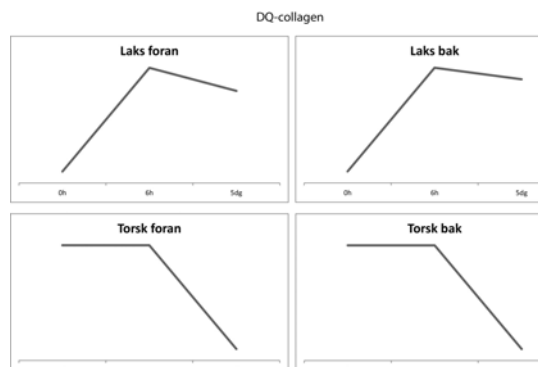 DQ-collagen
Laks foran
0h 6h 5dg
Laks bak
0h 6h 5dg
Torsk foran
Torsk bak